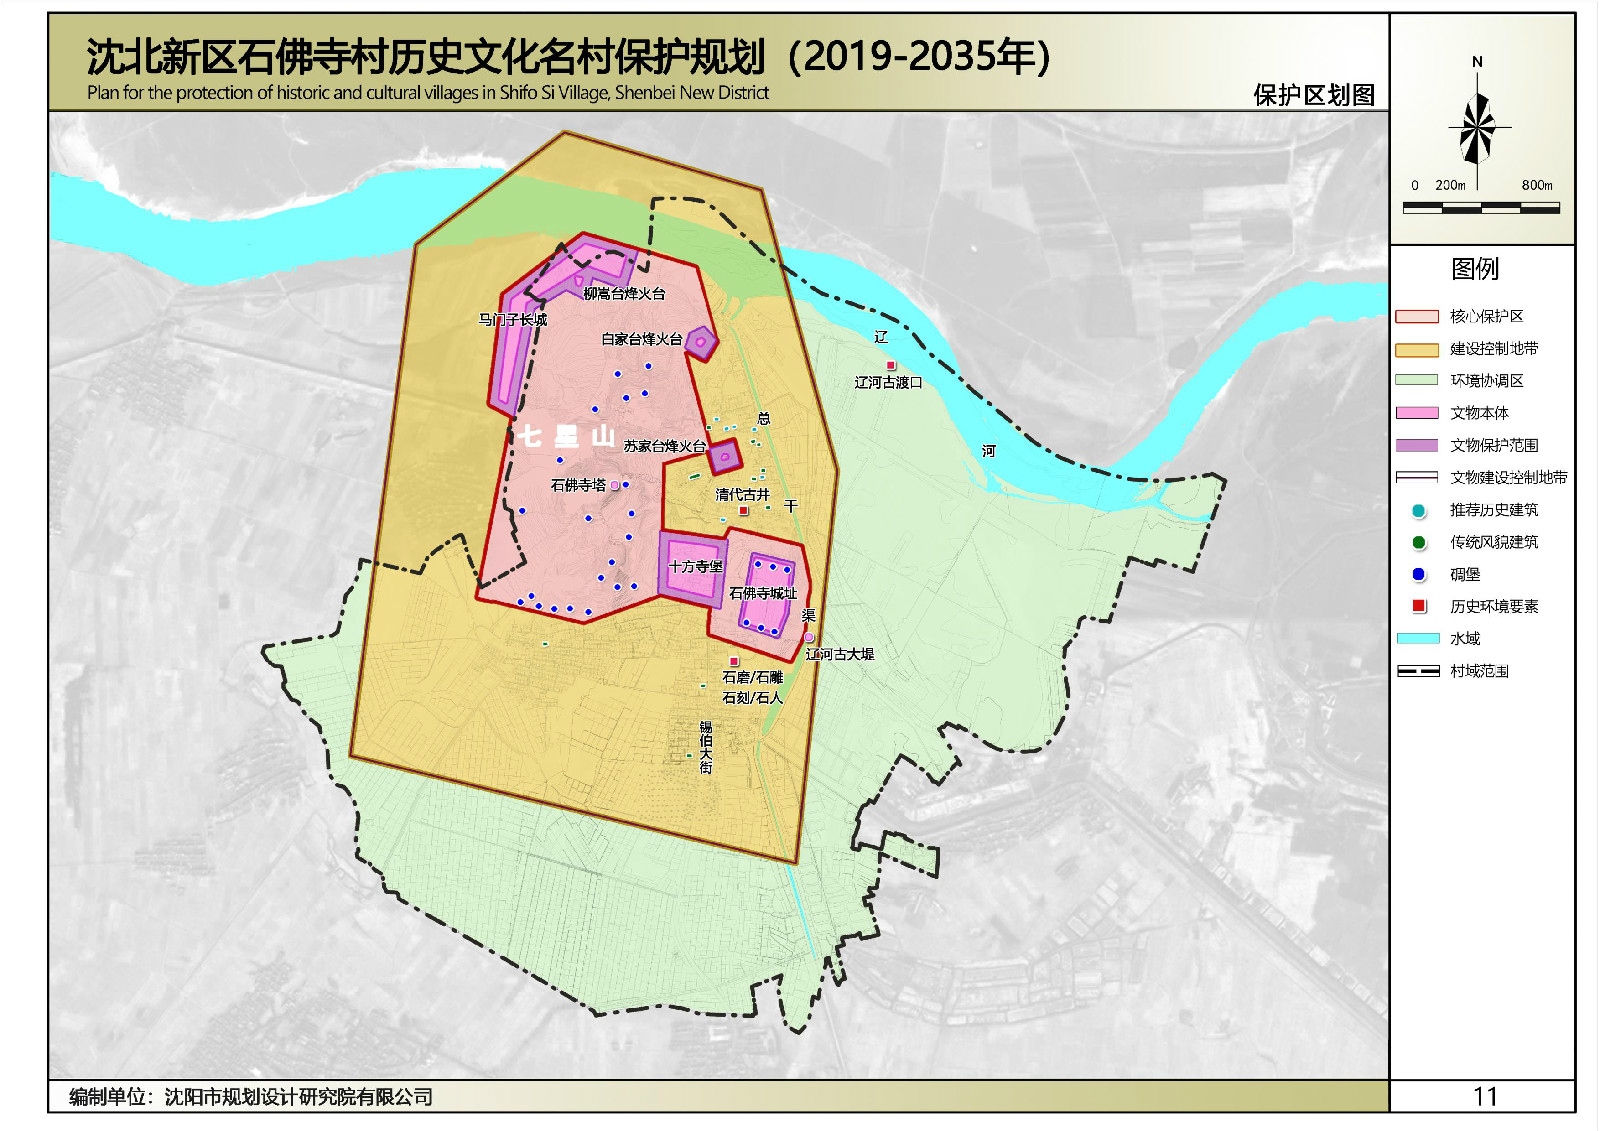 沈北新区石佛寺村历史文化名村保护规划（2019-2035年）
Plan for the protection of historic and cultural villages in Shifo Si Village, Shenbei New District
保护区划图
N
0 200m 800m
图例
核心保护区
建设控制地带
环境协调区
文物本体
文物保护范围
文物建设控制地带
推荐历史建筑
传统风貌建筑
碉堡
历史环境要素
水域
村域范围
柳蒿台烽火台
马门子长城
白家台烽火台
辽
辽河古渡口
总
七星山
苏家台烽火台
河
石佛寺塔
清代古井
干
十方寺堡
石佛寺城址
渠
辽河古大堤
石磨/石雕
石刻/石人
锡伯大街
编制单位：沈阳市规划设计研究院有限公司
11